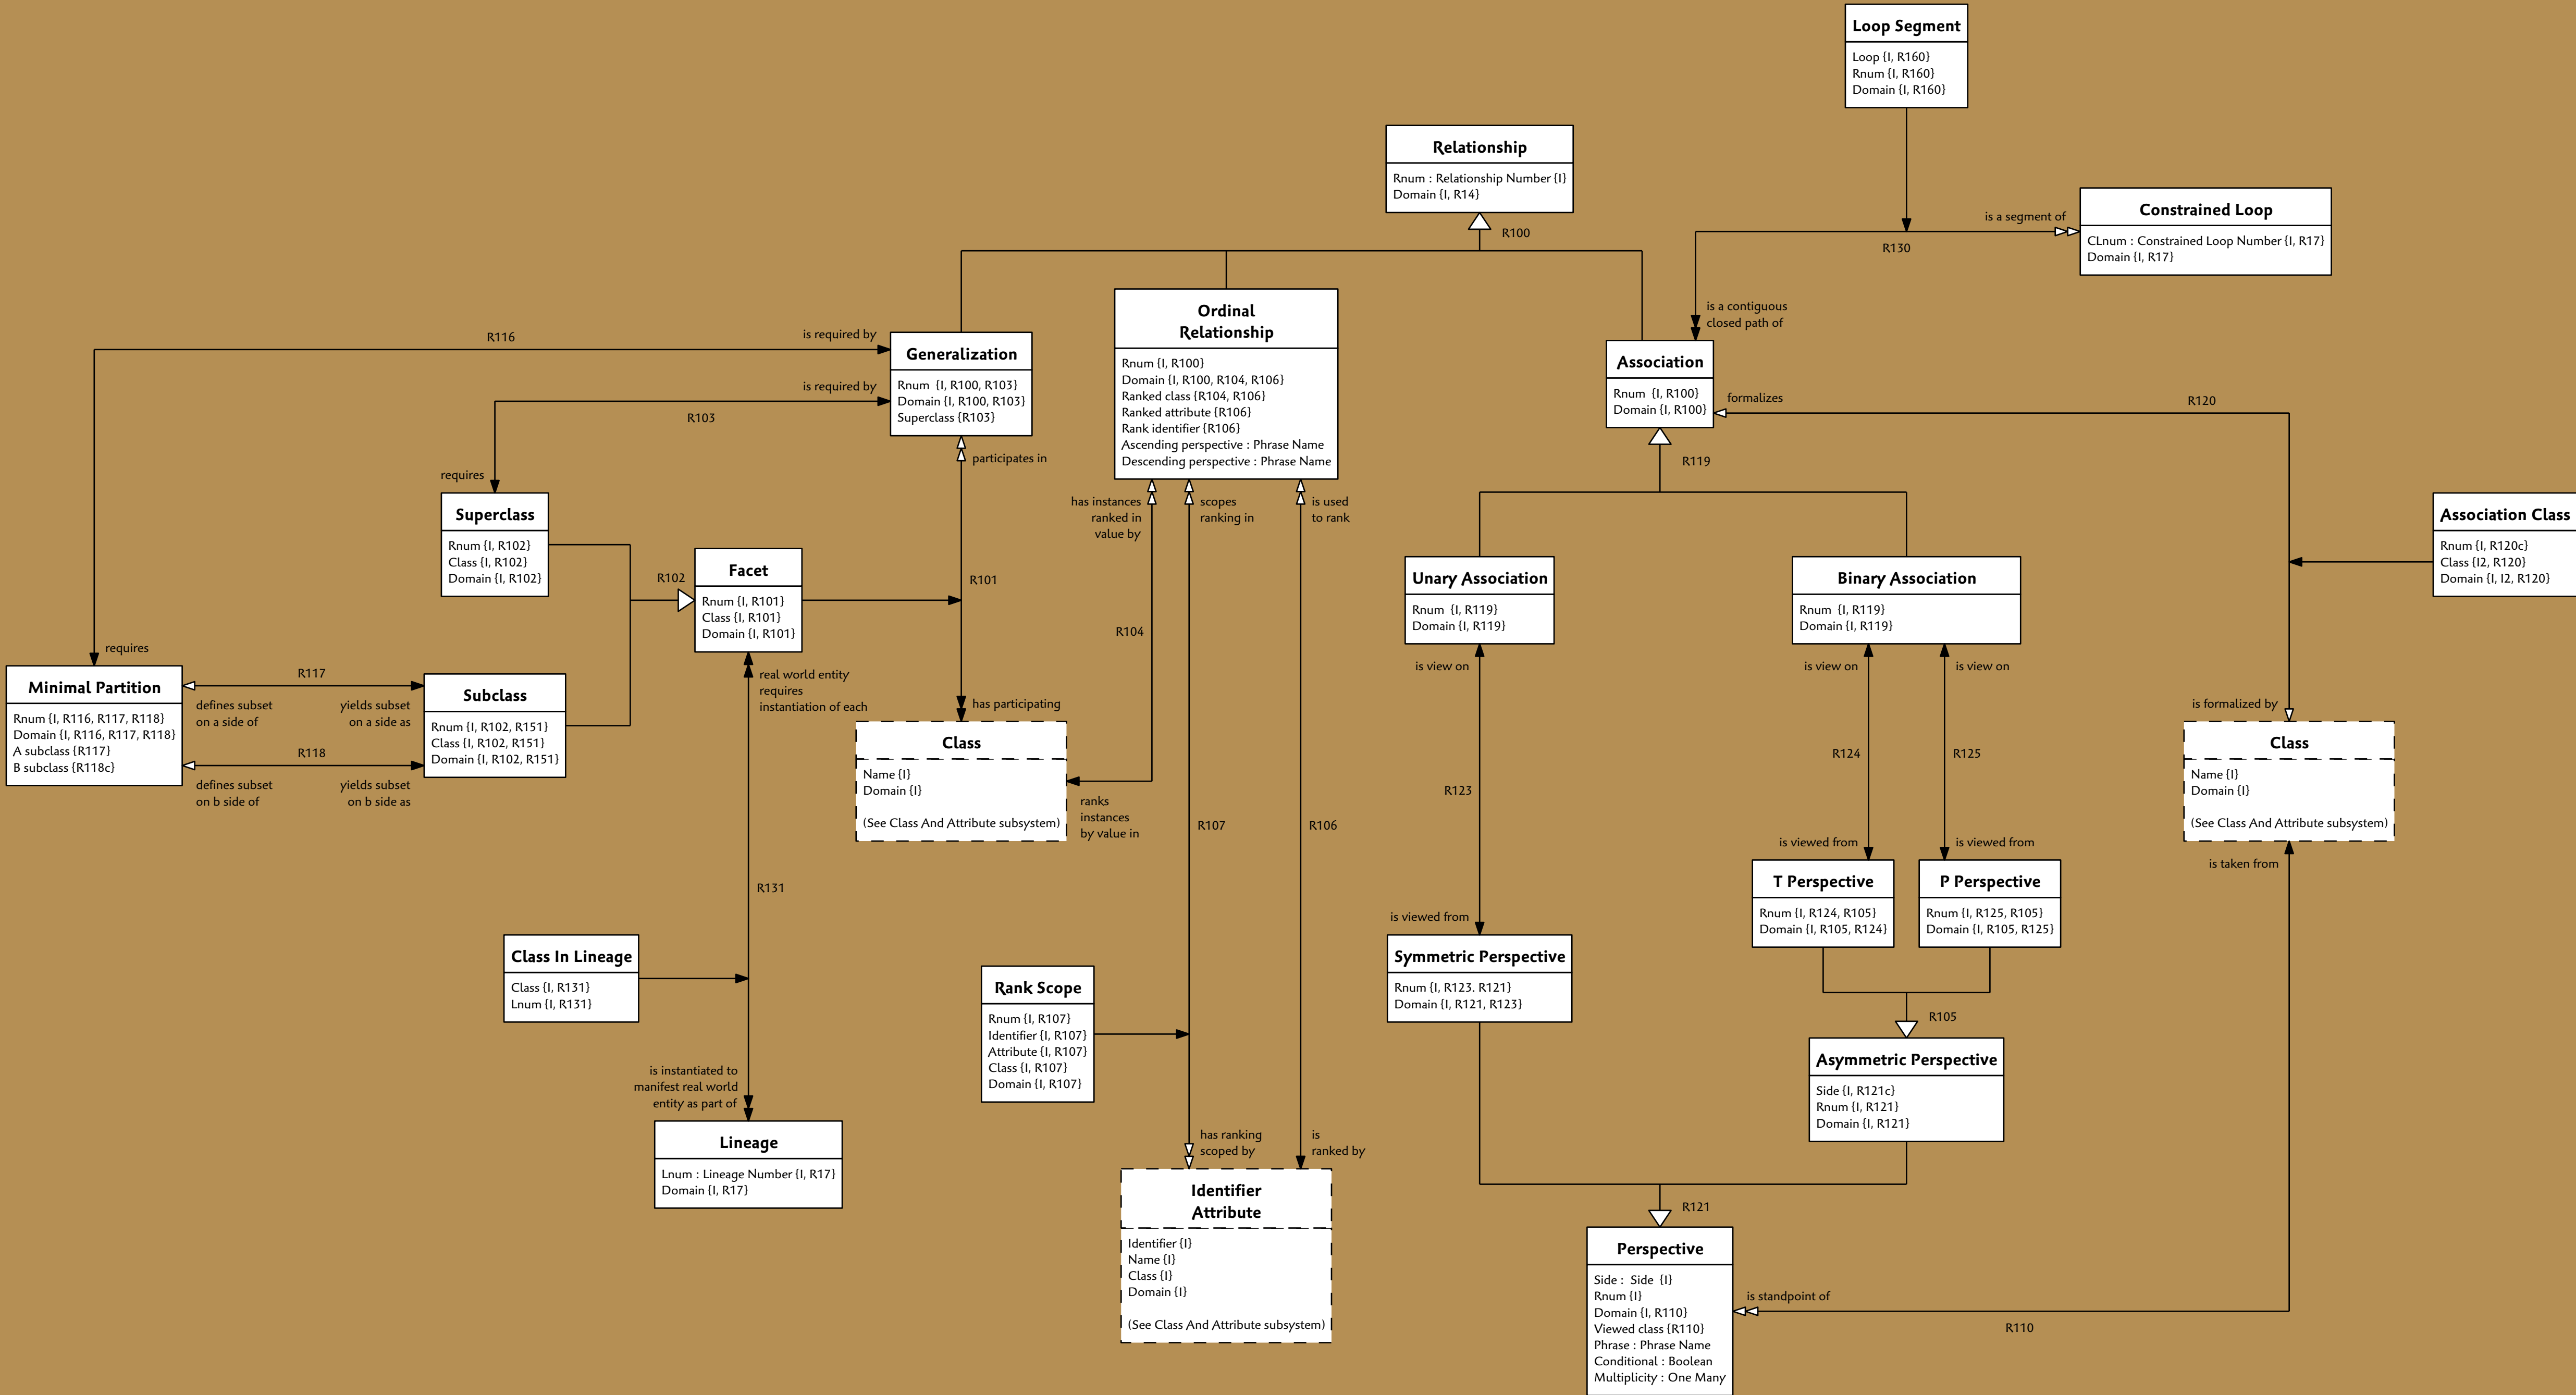 Loop Segment
Loop {I, R160}
Rnum {I, R160}
Domain {I, R160}
Relationship
Rnum : Relationship Number {I}
Domain {I, R14}
R100
is a segment of
R130
Constrained Loop
CLnum : Constrained Loop Number {I, R17}
Domain {I, R17}
is a contiguous
closed path of
R116
is required by
is required by
R103
requires
Generalization
Rnum  {I, R100, R103}
Domain {I, R100, R103}
Superclass {R103}
participates in
Ordinal
Relationship
Rnum {I, R100}
Domain {I, R100, R104, R106}
Ranked class {R104, R106}
Ranked attribute {R106}
Rank identifier {R106}
Ascending perspective : Phrase Name
Descending perspective : Phrase Name
Association
Rnum  {I, R100}
Domain {I, R100}
formalizes
R120
R119
has instances
ranked in
value by
scopes
ranking in
is used
to rank
Superclass
Rnum {I, R102}
Class {I, R102}
Domain {I, R102}
R102
Facet
Rnum {I, R101}
Class {I, R101}
Domain {I, R101}
R101
R104
Unary Association
Rnum  {I, R119}
Domain {I, R119}
Binary Association
Rnum  {I, R119}
Domain {I, R119}
Association Class
Rnum {I, R120c}
Class {I2, R120}
Domain {I, I2, R120}
requires
Minimal Partition
Rnum {I, R116, R117, R118}
Domain {I, R116, R117, R118}
A subclass {R117}
B subclass {R118c}
R117
defines subset
on a side of
yields subset
on a side as
R118
defines subset
on b side of
yields subset
on b side as
Subclass
Rnum {I, R102, R151}
Class {I, R102, R151}
Domain {I, R102, R151}
real world entity
requires
instantiation of each
has participating
Class
Name {I}
Domain {I}
(See Class And Attribute subsystem)
ranks
instances
by value in
R107
R106
is view on
R123
is viewed from
is view on
is view on
R124
R125
is viewed from
is viewed from
is formalized by
Class
Name {I}
Domain {I}
(See Class And Attribute subsystem)
is taken from
R131
T Perspective
Rnum {I, R124, R105}
Domain {I, R105, R124}
P Perspective
Rnum {I, R125, R105}
Domain {I, R105, R125}
Class In Lineage
Class {I, R131}
Lnum {I, R131}
Rank Scope
Rnum {I, R107}
Identifier {I, R107}
Attribute {I, R107}
Class {I, R107}
Domain {I, R107}
Symmetric Perspective
Rnum {I, R123. R121}
Domain {I, R121, R123}
R105
Asymmetric Perspective
Side {I, R121c}
Rnum {I, R121}
Domain {I, R121}
is instantiated to
manifest real world
entity as part of
Lineage
Lnum : Lineage Number {I, R17}
Domain {I, R17}
has ranking
scoped by
is
ranked by
Identifier
Attribute
Identifier {I}
Name {I}
Class {I}
Domain {I}
(See Class And Attribute subsystem)
R121
Perspective
Side :  Side  {I}
Rnum {I}
Domain {I, R110}
Viewed class {R110}
Phrase : Phrase Name
Conditional : Boolean
Multiplicity : One Many
is standpoint of
R110